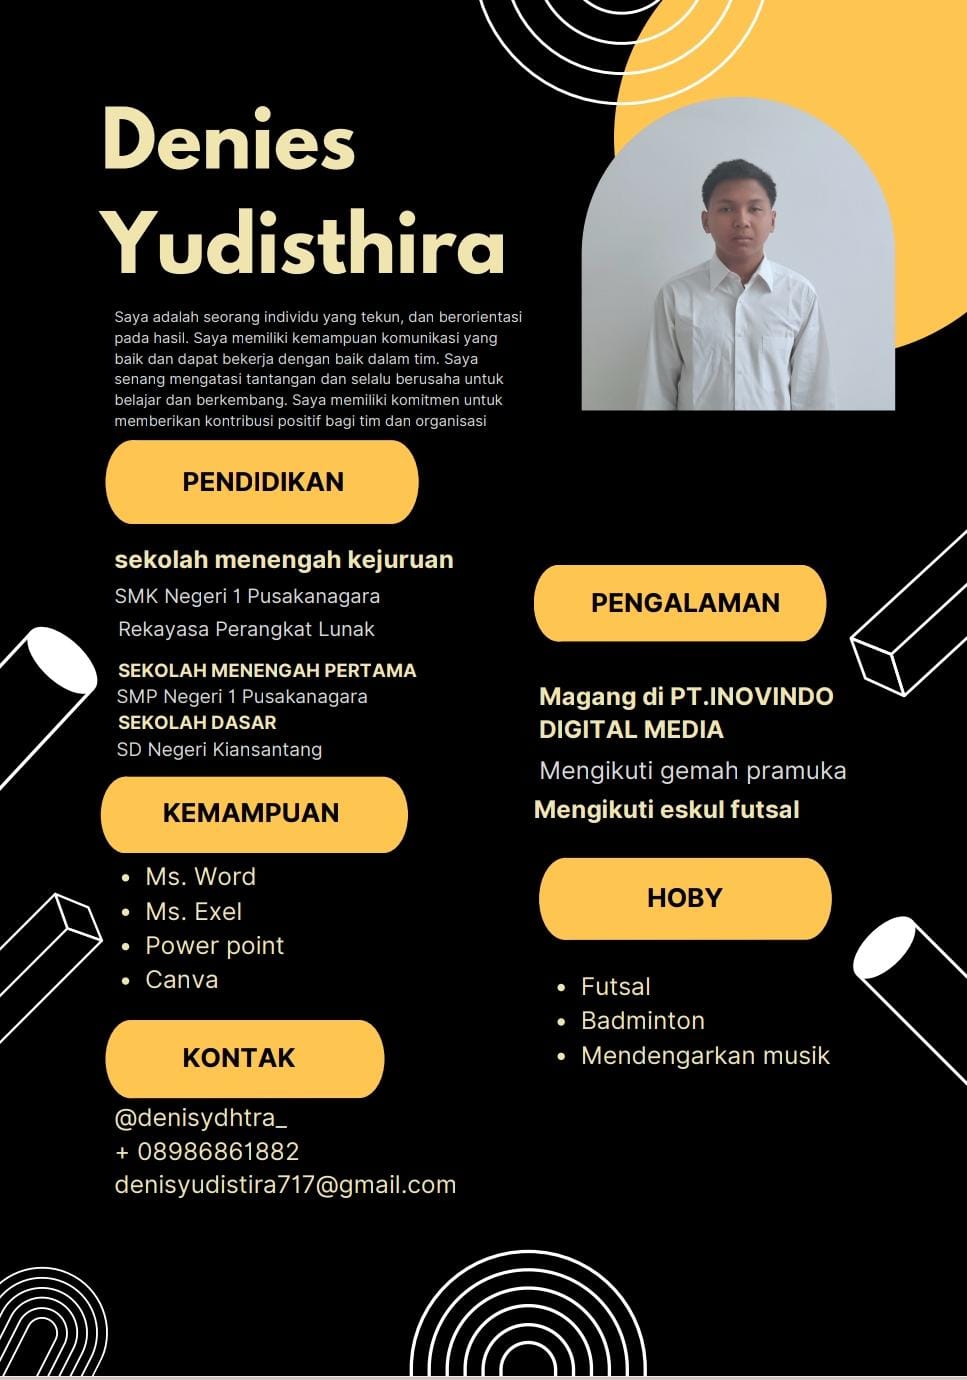 Denies
Yudisthira
Saya adalah seorang individu yang tekun, dan berorientasi
pada hasil. Saya memiliki kemampuan komunikasi yang
baik dan dapat bekerja dengan baik dalam tim. Saya
senang mengatasi tantangan dan selalu berusaha untuk
belajar dan berkembang. Saya memiliki komitmen untuk
memberikan kontribusi positif bagi tim dan organisasi
PENDIDIKAN
sekolah menengah kejuruan
SMK Negeri 1 Pusakanagara
Rekayasa Perangkat Lunak
SEKOLAH MENENGAH PERTAMA
SMP Negeri 1 Pusakanagara
SEKOLAH DASAR
SD Negeri Kiansantang
KEMAMPUAN
• Ms. Word
• Ms. Exel
• Power point
• Canva
KONTAK
@denisydhtra_
+ 08986861882
denisyudistira717@gmail.com
PENGALAMAN
Magang di PT.INOVINDO
DIGITAL MEDIA
Mengikuti gemah pramuka
Mengikuti eskul futsal
HOBY
• Futsal
• Badminton
• Mendengarkan musik